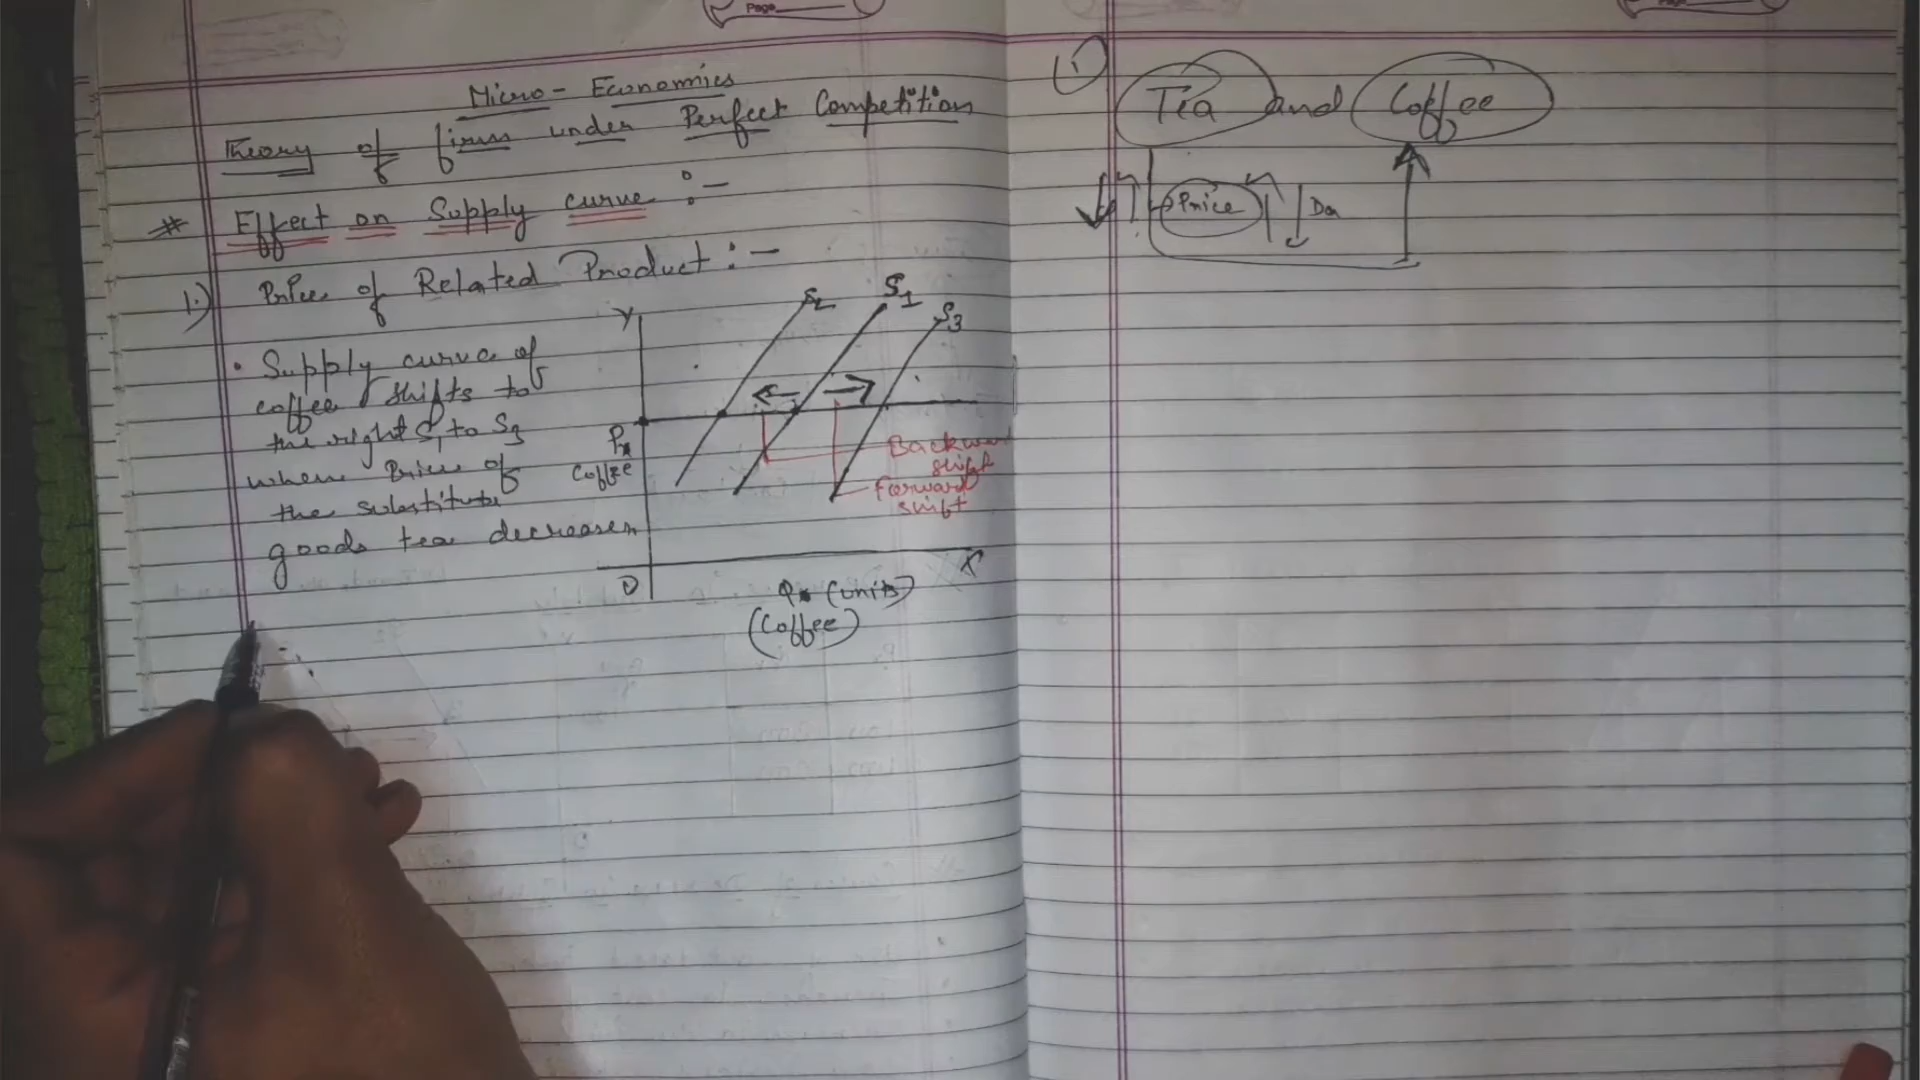 Page
Micro - Economics
Theory of firms under Perfect Competition
# Effect on Supply curve :-
1.) Price of Related Product :-
• Supply curve of
coffee shifts to
the right S1 to S3
when Price of
the substitute
goods tea decreases
Y
S2
S1
S3
Px
Coffee
Backward
shift
forward
shift
O
X
Qx (units)
(Coffee)
Page
(i)
Tea and Coffee
Price